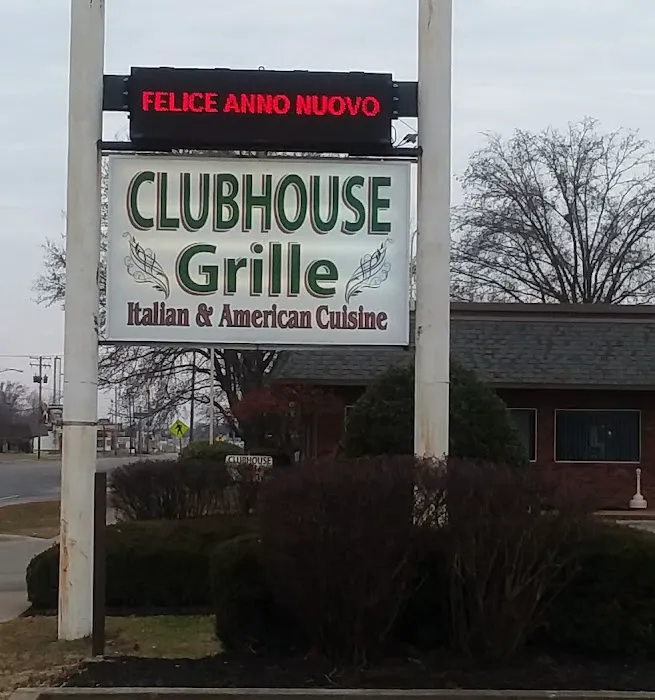 FELICE ANNO NUOVO
CLUBHOUSE
Grille
Italian & American Cuisine
CLUBHOUSE